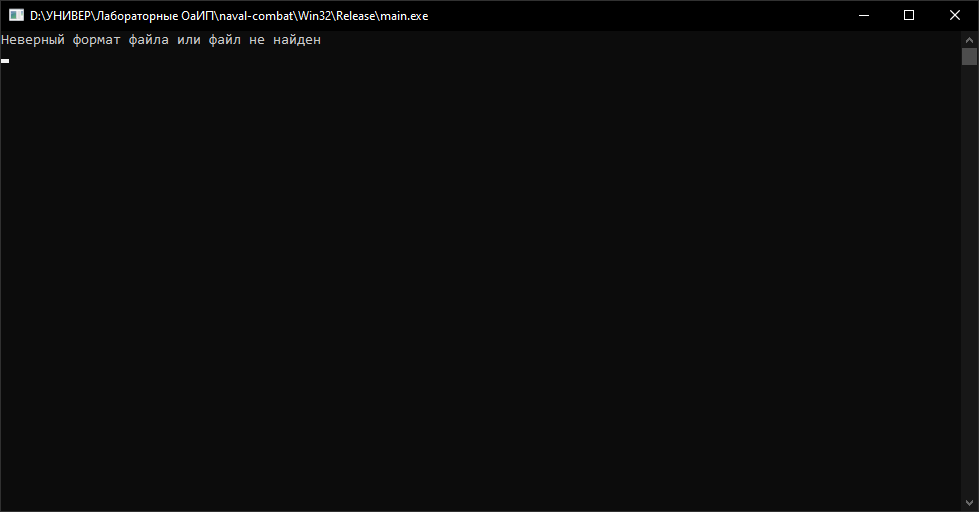 D:\УНИВЕР\Лабораторные ОаИП\naval-combat\Win32\Release\main.exe
Неверный формат файла или файл не найден